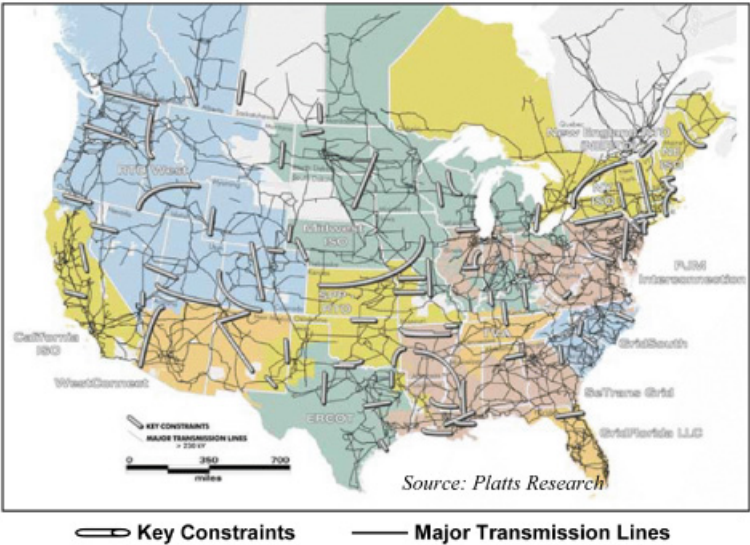 Quebec
New England RTO
RTO West
Midwest
ISO
PJM
Interconnection
SPP
RTO
California
ISO
GridSouth
WestConnect
SeTrans Grid
ERCOT
GridFlorida LLC
KEY CONSTRAINTS
MAJOR TRANSMISSION LINES
> 230 kV
0 350 700
miles
Source: Platts Research
Key Constraints Major Transmission Lines